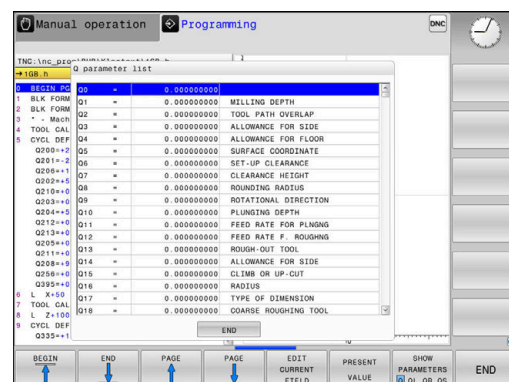 Manual operation
Programming
DNC
→1GB.h
Q parameter list
0 BEGIN PG
1 BLK FORM
2 BLK FORM
3 * - Mach
4 TOOL CAL
5 CYCL DEF
Q200=+2
Q201=-2
Q206=+1
Q202=+5
Q210=+0
Q203=+0
Q204=+5
Q212=+0
Q213=+0
Q205=+0
Q211=+0
Q208=+9
Q256=+0
Q395=+0
6 L X+50
7 TOOL CAL
8 L Z+100
9 CYCL DEF
Q335=+1
Q0 = 0.000000000
Q1 = 0.000000000 MILLING DEPTH
Q2 = 0.000000000 TOOL PATH OVERLAP
Q3 = 0.000000000 ALLOWANCE FOR SIDE
Q4 = 0.000000000 ALLOWANCE FOR FLOOR
Q5 = 0.000000000 SURFACE COORDINATE
Q6 = 0.000000000 SET-UP CLEARANCE
Q7 = 0.000000000 CLEARANCE HEIGHT
Q8 = 0.000000000 ROUNDING RADIUS
Q9 = 0.000000000 ROTATIONAL DIRECTION
Q10 = 0.000000000 PLUNGING DEPTH
Q11 = 0.000000000 FEED RATE FOR PLNGNG
Q12 = 0.000000000 FEED RATE F. ROUGHNG
Q13 = 0.000000000 ROUGH-OUT TOOL
Q14 = 0.000000000 ALLOWANCE FOR SIDE
Q15 = 0.000000000 CLIMB OR UP-CUT
Q16 = 0.000000000 RADIUS
Q17 = 0.000000000 TYPE OF DIMENSION
Q18 = 0.000000000 COARSE ROUGHING TOOL
END
BEGIN
END
PAGE
PAGE
EDIT
CURRENT
FIELD
PRESENT
VALUE
SHOW
PARAMETERS
Q QL QR QS
END